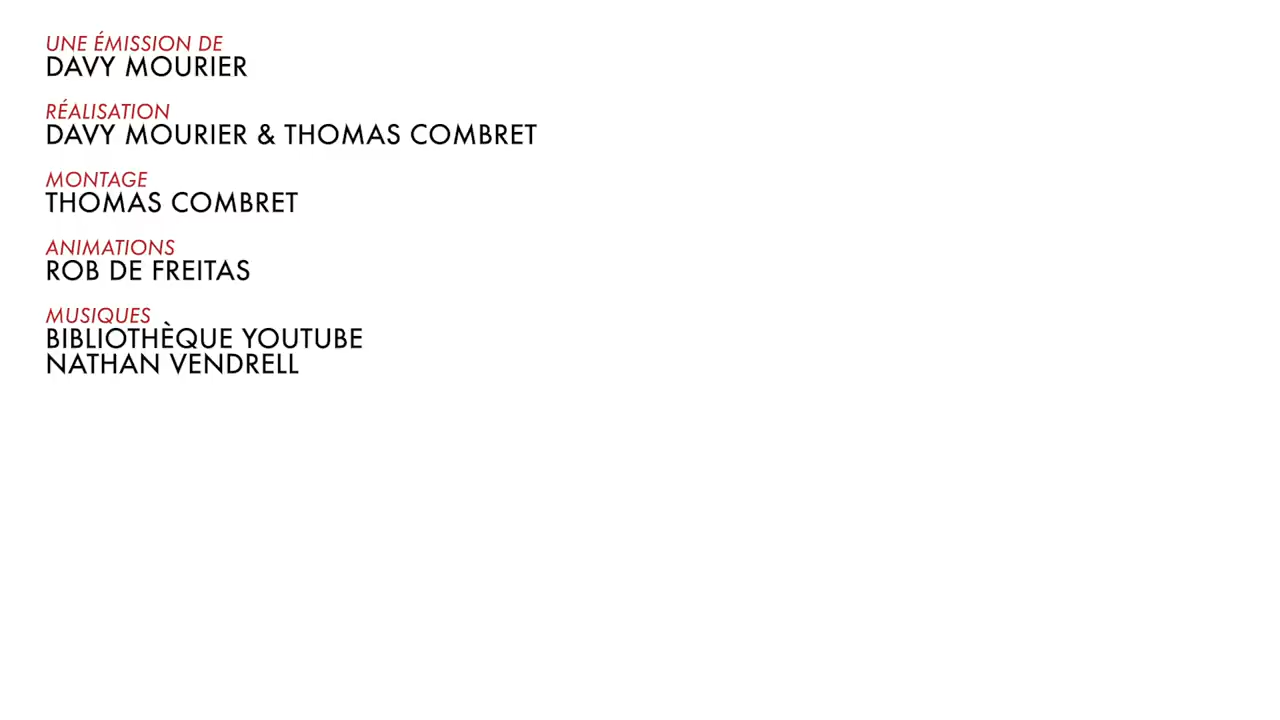 UNE ÉMISSION DE
DAVY MOURIER
RÉALISATION
DAVY MOURIER & THOMAS COMBRET
MONTAGE
THOMAS COMBRET
ANIMATIONS
ROB DE FREITAS
MUSIQUES
BIBLIOTHÈQUE YOUTUBE
NATHAN VENDRELL